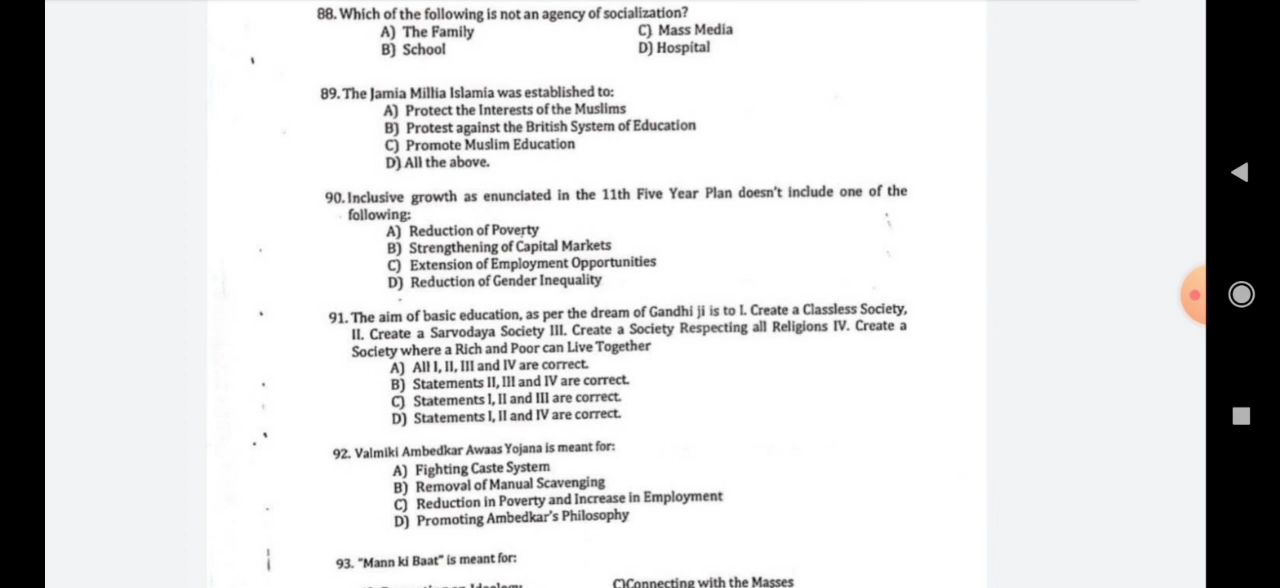 88. Which of the following is not an agency of socialization?
A) The Family
C) Mass Media
B) School
D) Hospital
89. The Jamia Millia Islamia was established to:
A) Protect the Interests of the Muslims
B) Protest against the British System of Education
C) Promote Muslim Education
D) All the above.
90. Inclusive growth as enunciated in the 11th Five Year Plan doesn't include one of the
following:
A) Reduction of Poverty
B) Strengthening of Capital Markets
C) Extension of Employment Opportunities
D) Reduction of Gender Inequality
91. The aim of basic education, as per the dream of Gandhi ji is to I. Create a Classless Society,
II. Create a Sarvodaya Society III. Create a Society Respecting all Religions IV. Create a
Society where a Rich and Poor can Live Together
A) All I, II, III and IV are correct.
B) Statements II, III and IV are correct.
C) Statements I, II and III are correct.
D) Statements I, II and IV are correct.
92. Valmiki Ambedkar Awaas Yojana is meant for:
A) Fighting Caste System
B) Removal of Manual Scavenging
C) Reduction in Poverty and Increase in Employment
D) Promoting Ambedkar's Philosophy
93. "Mann ki Baat" is meant for:
C)Connecting with the Masses